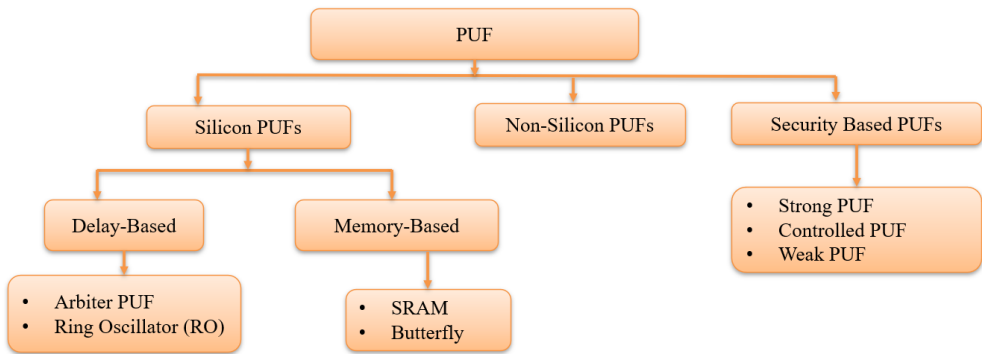 PUF
Silicon PUFs
Non-Silicon PUFs
Security Based PUFs
Delay-Based
Memory-Based
• Strong PUF
• Controlled PUF
• Weak PUF
• Arbiter PUF
• Ring Oscillator (RO)
• SRAM
• Butterfly